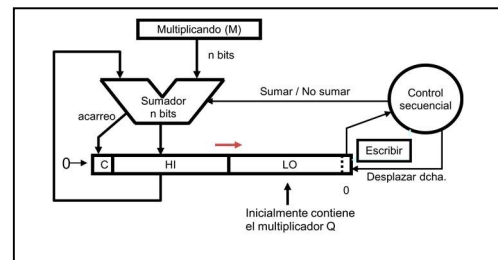 Multiplicando (M)
n bits
Sumador
n bits
acarreo
Sumar / No sumar
Control
secuencial
Escribir
0
C
HI
LO
Desplazar dcha.
0
Inicialmente contiene
el multiplicador Q